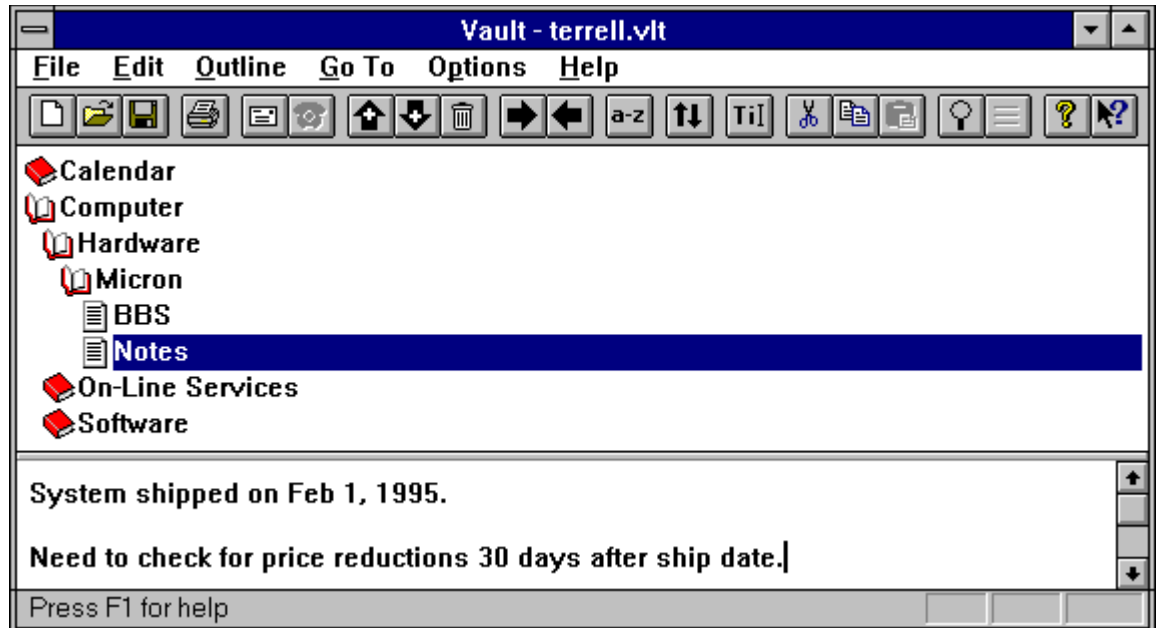 Vault - terrell.vlt
File Edit Outline Go To Options Help
a-z TiI ? ?
Calendar
Computer
Hardware
Micron
BBS
Notes
On-Line Services
Software
System shipped on Feb 1, 1995.
Need to check for price reductions 30 days after ship date.
Press F1 for help